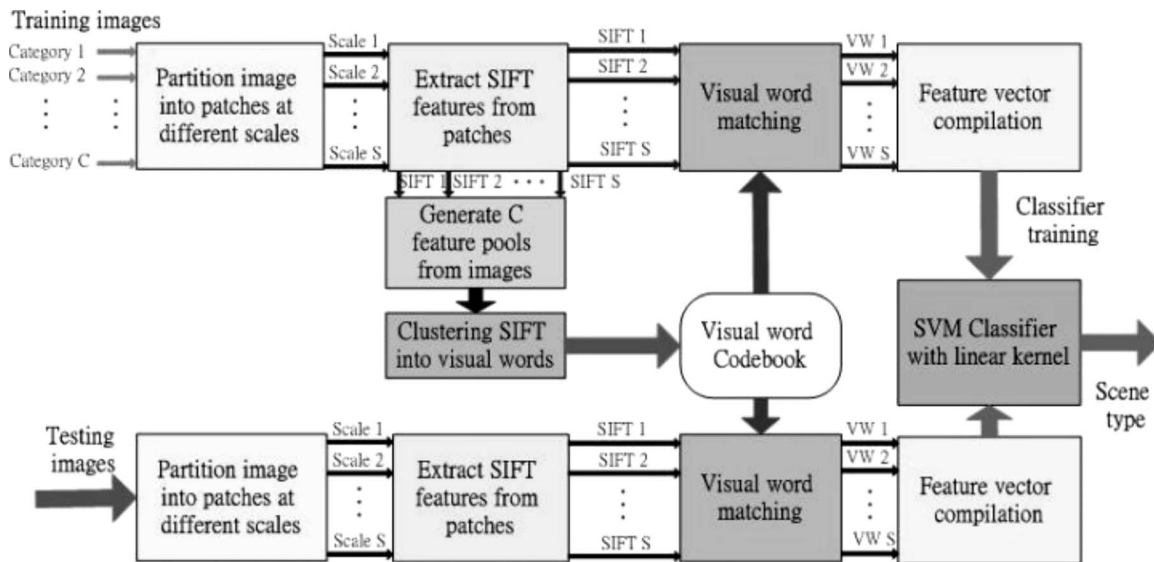 Training images
Category 1
Category 2
Category C
Partition image
into patches at
different scales
Scale 1
Scale 2
Scale S
Extract SIFT
features from
patches
SIFT 1
SIFT 2
SIFT S
Visual word
matching
VW 1
VW 2
VW S
Feature vector
compilation
SIFT 1 SIFT 2 SIFT S
Generate C
feature pools
from images
Clustering SIFT
into visual words
Visual word
Codebook
Classifier
training
SVM Classifier
with linear kernel
Scene
type
Testing
images
Partition image
into patches at
different scales
Scale 1
Scale 2
Scale S
Extract SIFT
features from
patches
SIFT 1
SIFT 2
SIFT S
Visual word
matching
VW 1
VW 2
VW S
Feature vector
compilation